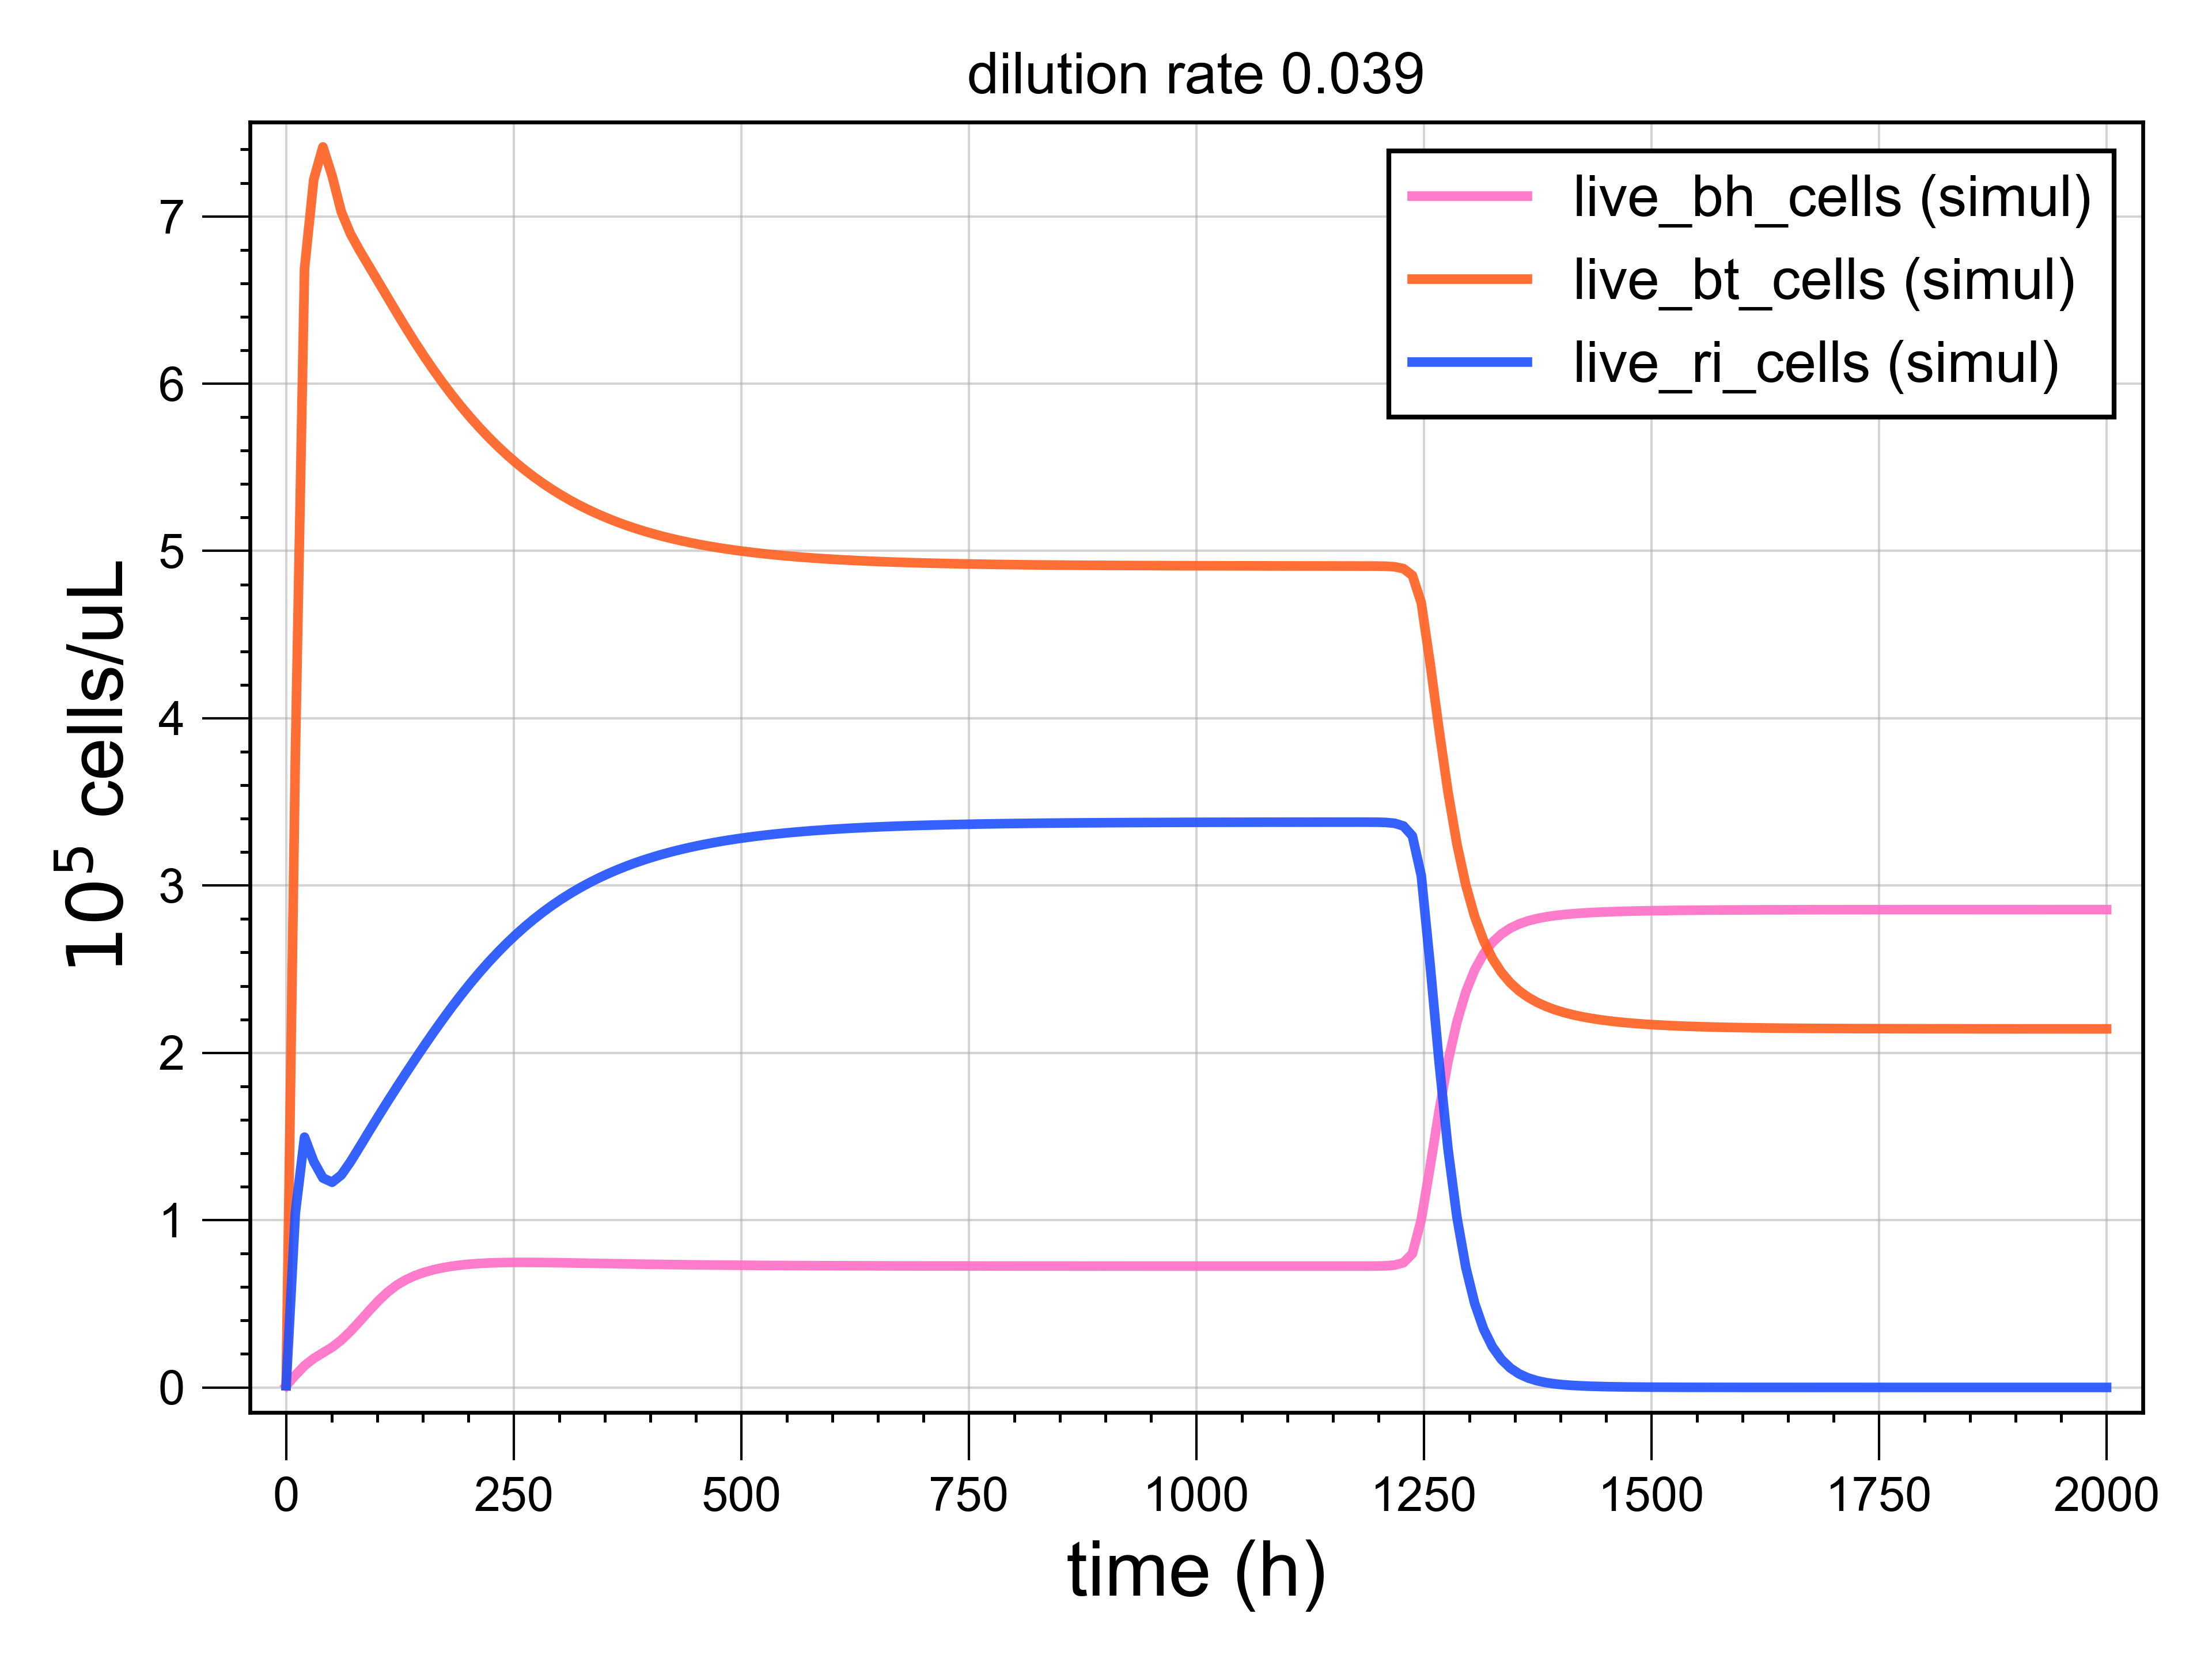 dilution rate 0.039
live_bh_cells (simul)
live_bt_cells (simul)
live_ri_cells (simul)
10⁵ cells/uL
7
6
5
4
3
2
1
0
0 250 500 750 1000 1250 1500 1750 2000
time (h)